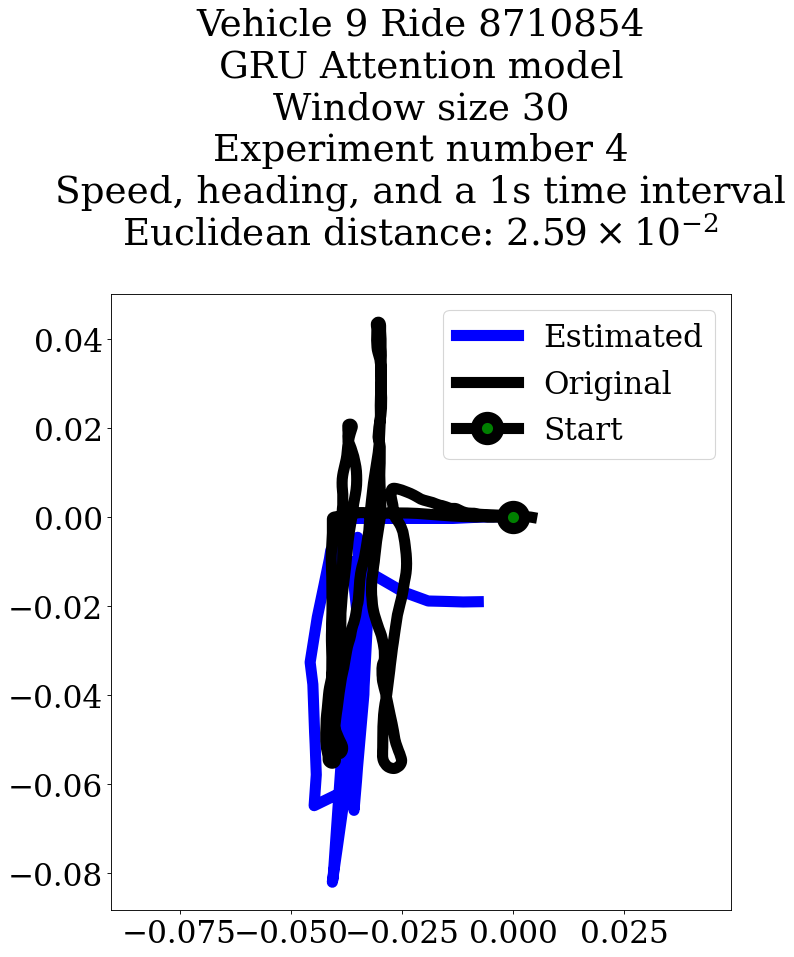 Vehicle 9 Ride 8710854
GRU Attention model
Window size 30
Experiment number 4
Speed, heading, and a 1s time interval
Euclidean distance: 2.59 × 10⁻²
Estimated
Original
Start
0.04
0.02
0.00
−0.02
−0.04
−0.06
−0.08
−0.075 −0.050 −0.025 0.000 0.025